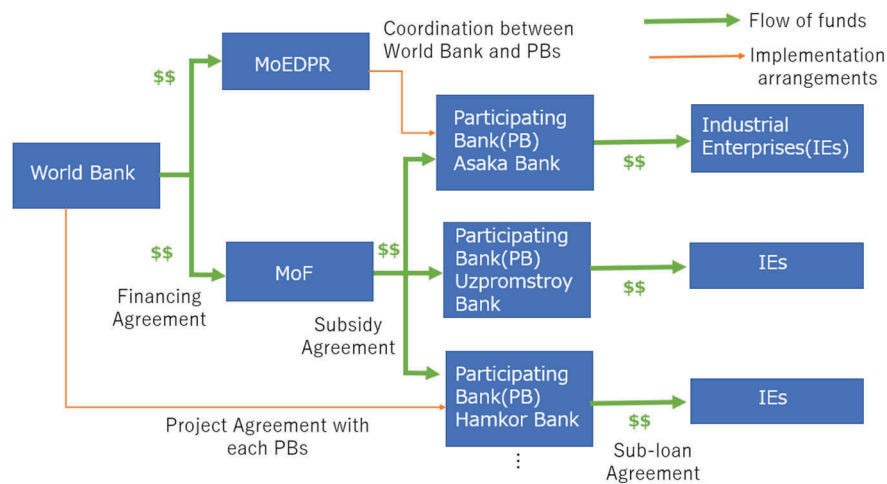 Coordination between
World Bank and PBs
Flow of funds
Implementation
arrangements
$$
MoEDPR
Participating
Bank(PB)
Asaka Bank
$$
Industrial
Enterprises(IEs)
World Bank
$$
MoF
$$
Participating
Bank(PB)
Uzpromstroy
Bank
$$
IEs
Financing
Agreement
Subsidy
Agreement
Participating
Bank(PB)
Hamkor Bank
$$
IEs
Project Agreement with
each PBs
Sub-loan
Agreement
⋮